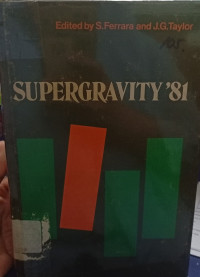 Edited by S.Ferrara and J.G.Taylor
SUPERGRAVITY '81